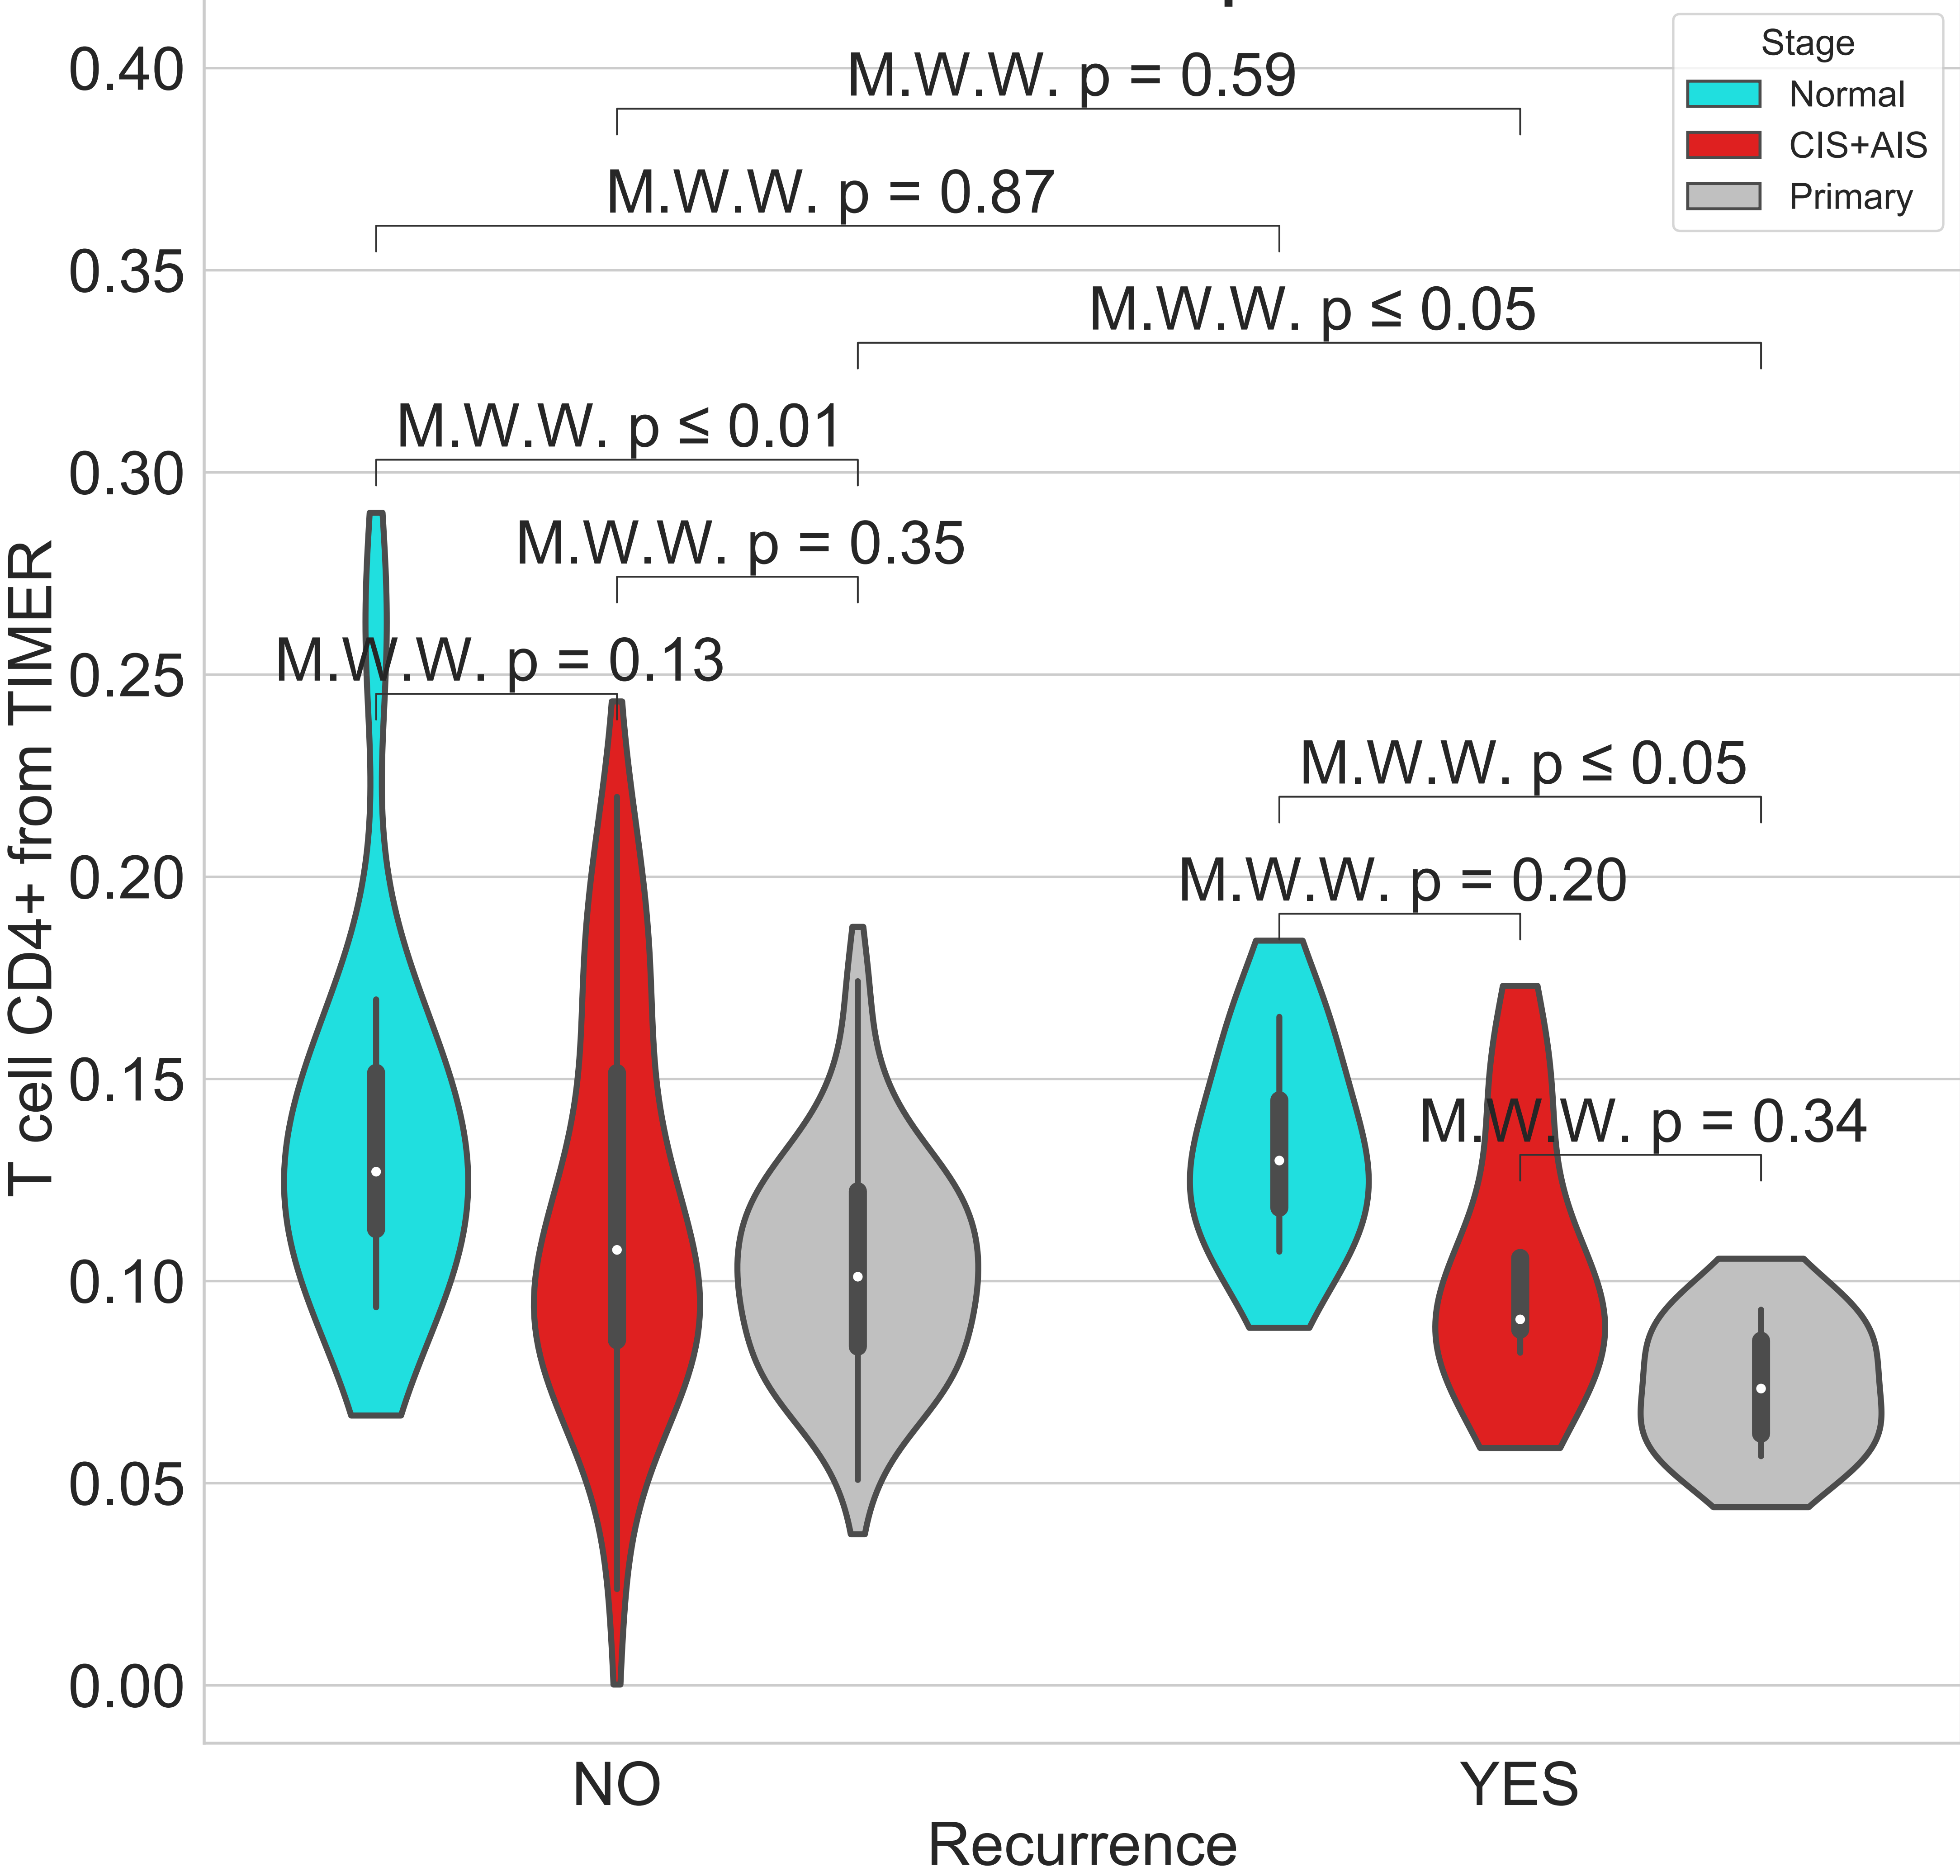 Stage
Normal
CIS+AIS
Primary
M.W.W. p = 0.59
M.W.W. p = 0.87
M.W.W. p ≤ 0.05
M.W.W. p ≤ 0.01
M.W.W. p = 0.35
M.W.W. p = 0.13
M.W.W. p ≤ 0.05
M.W.W. p = 0.20
M.W.W. p = 0.34
T cell CD4+ from TIMER
0.40
0.35
0.30
0.25
0.20
0.15
0.10
0.05
0.00
NO
YES
Recurrence